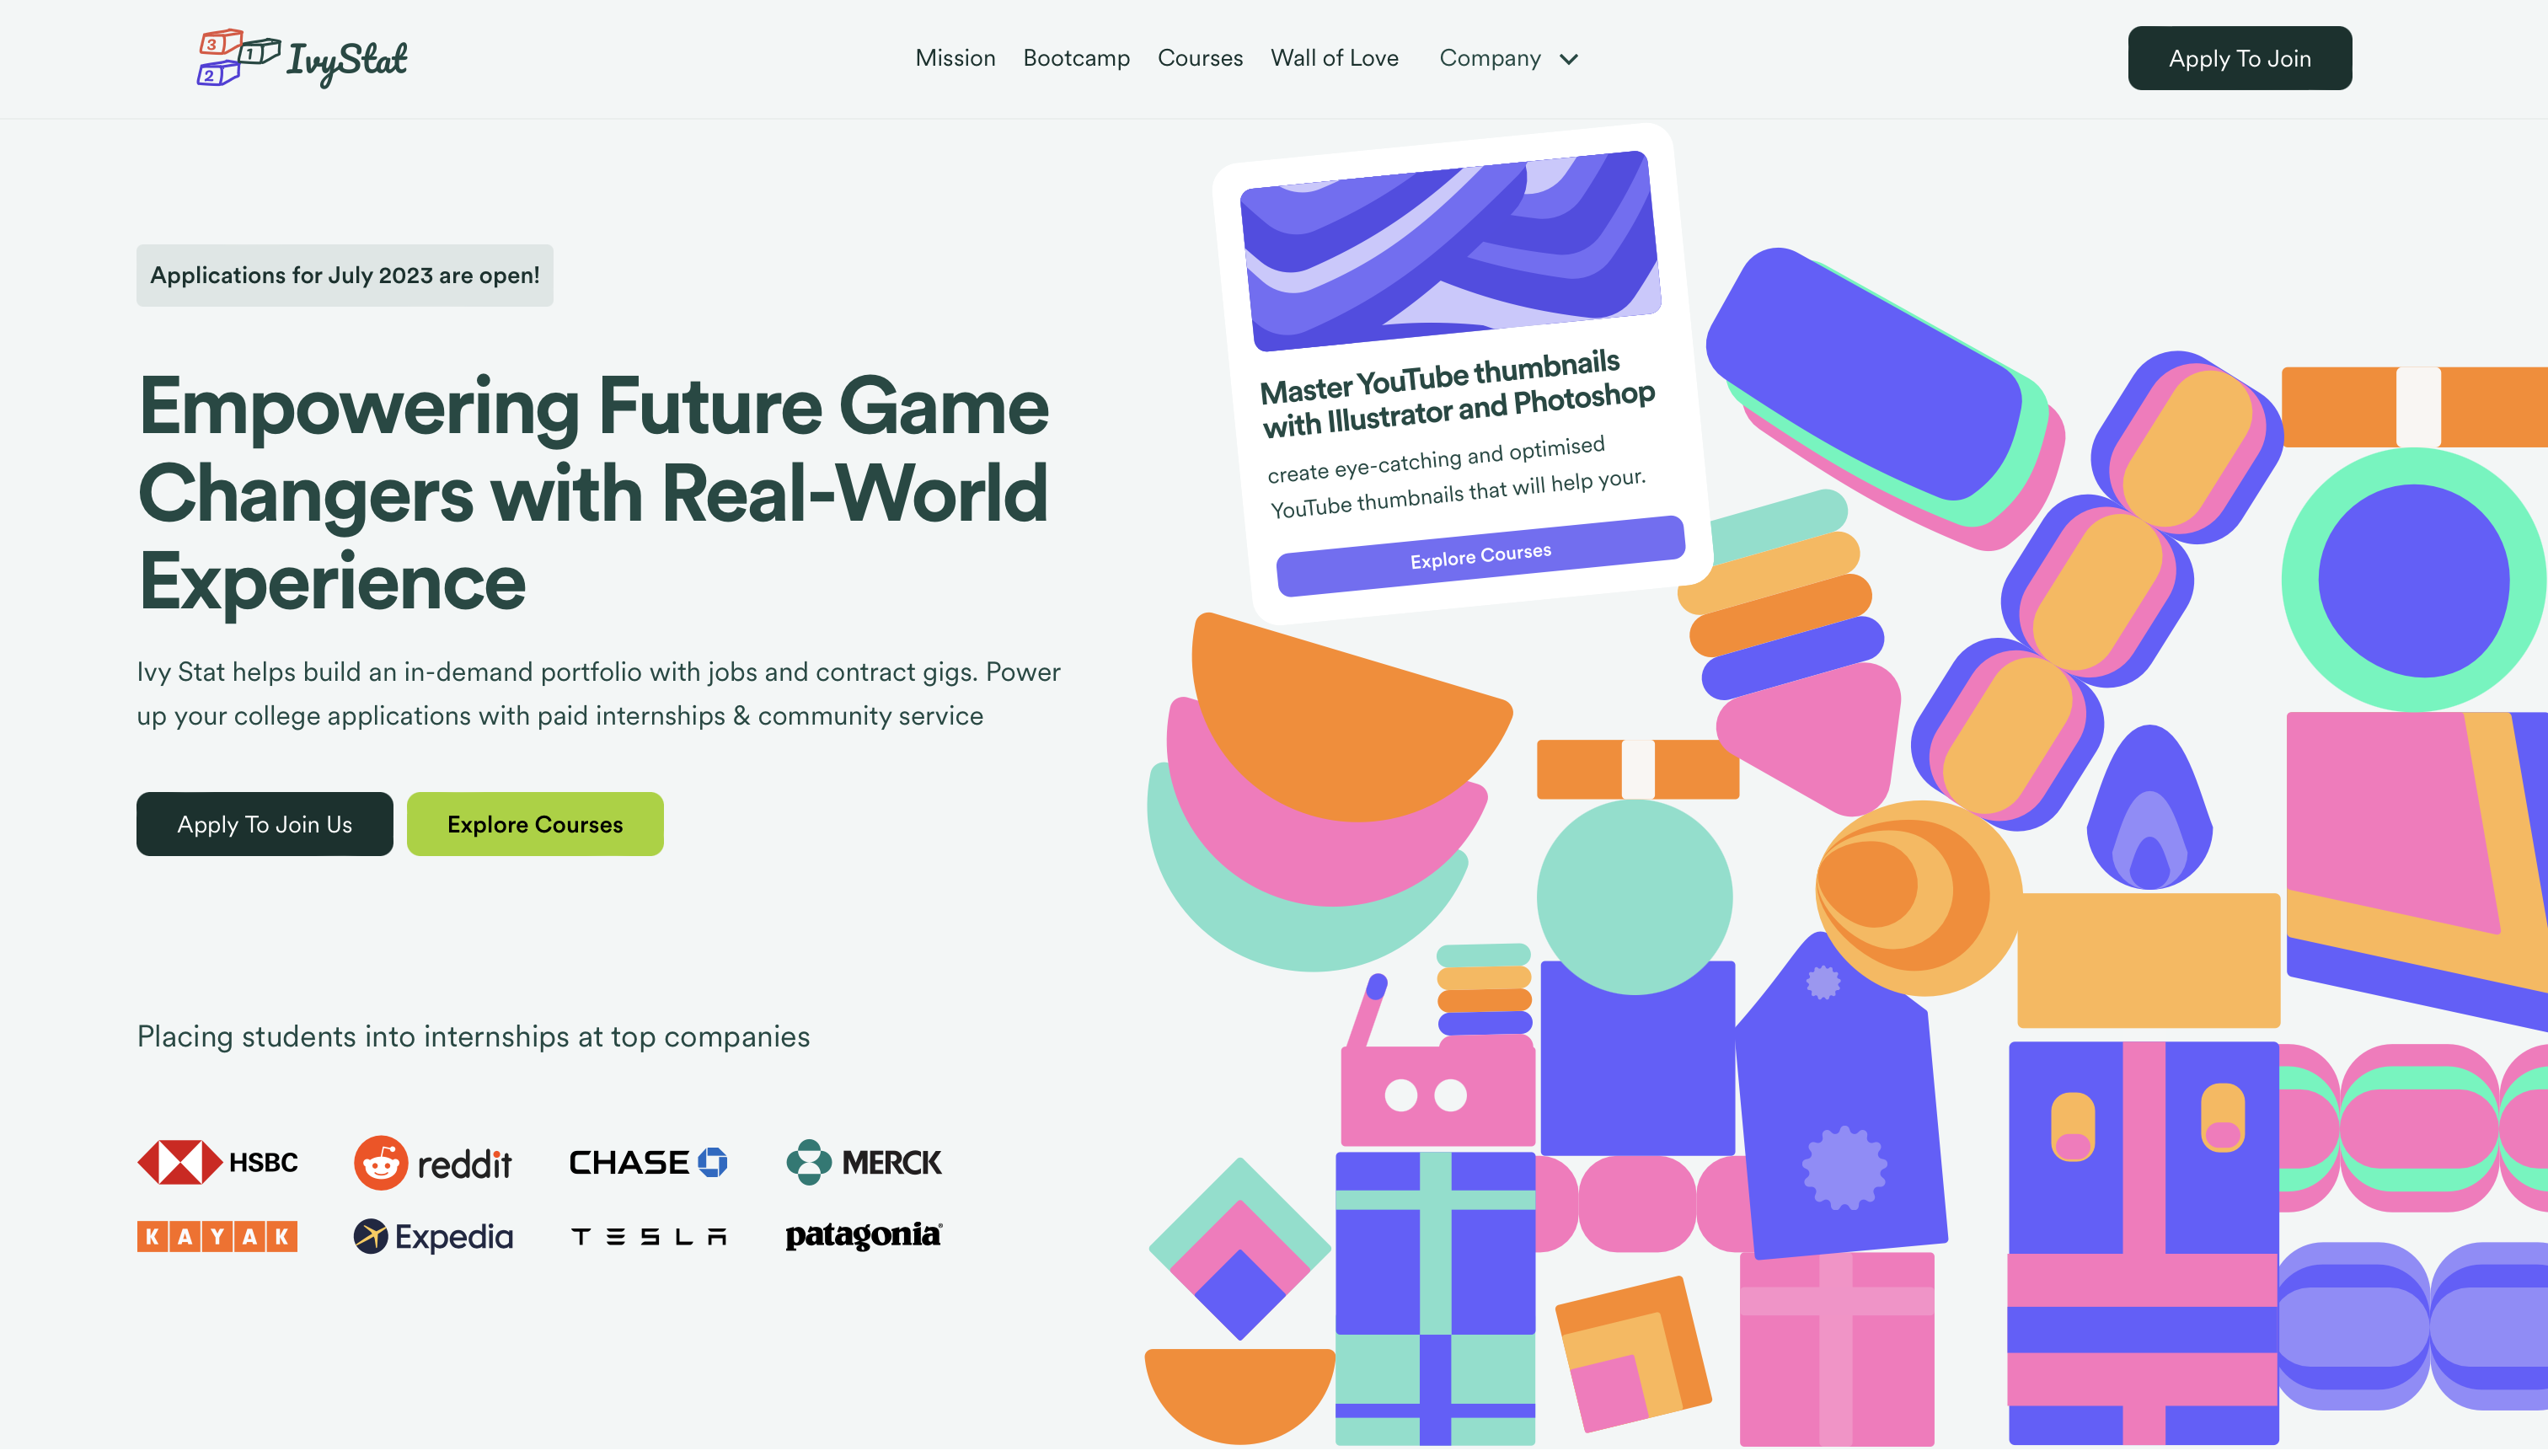 3 1 2 IvyStat
Mission Bootcamp Courses Wall of Love Company
Apply To Join
Applications for July 2023 are open!
Empowering Future Game
Changers with Real-World
Experience
Ivy Stat helps build an in-demand portfolio with jobs and contract gigs. Power
up your college applications with paid internships & community service
Apply To Join Us
Explore Courses
Master YouTube thumbnails
with Illustrator and Photoshop
create eye-catching and optimised
YouTube thumbnails that will help your.
Explore Courses
Placing students into internships at top companies
HSBC reddit CHASE MERCK
KAYAK Expedia TESLA patagonia®